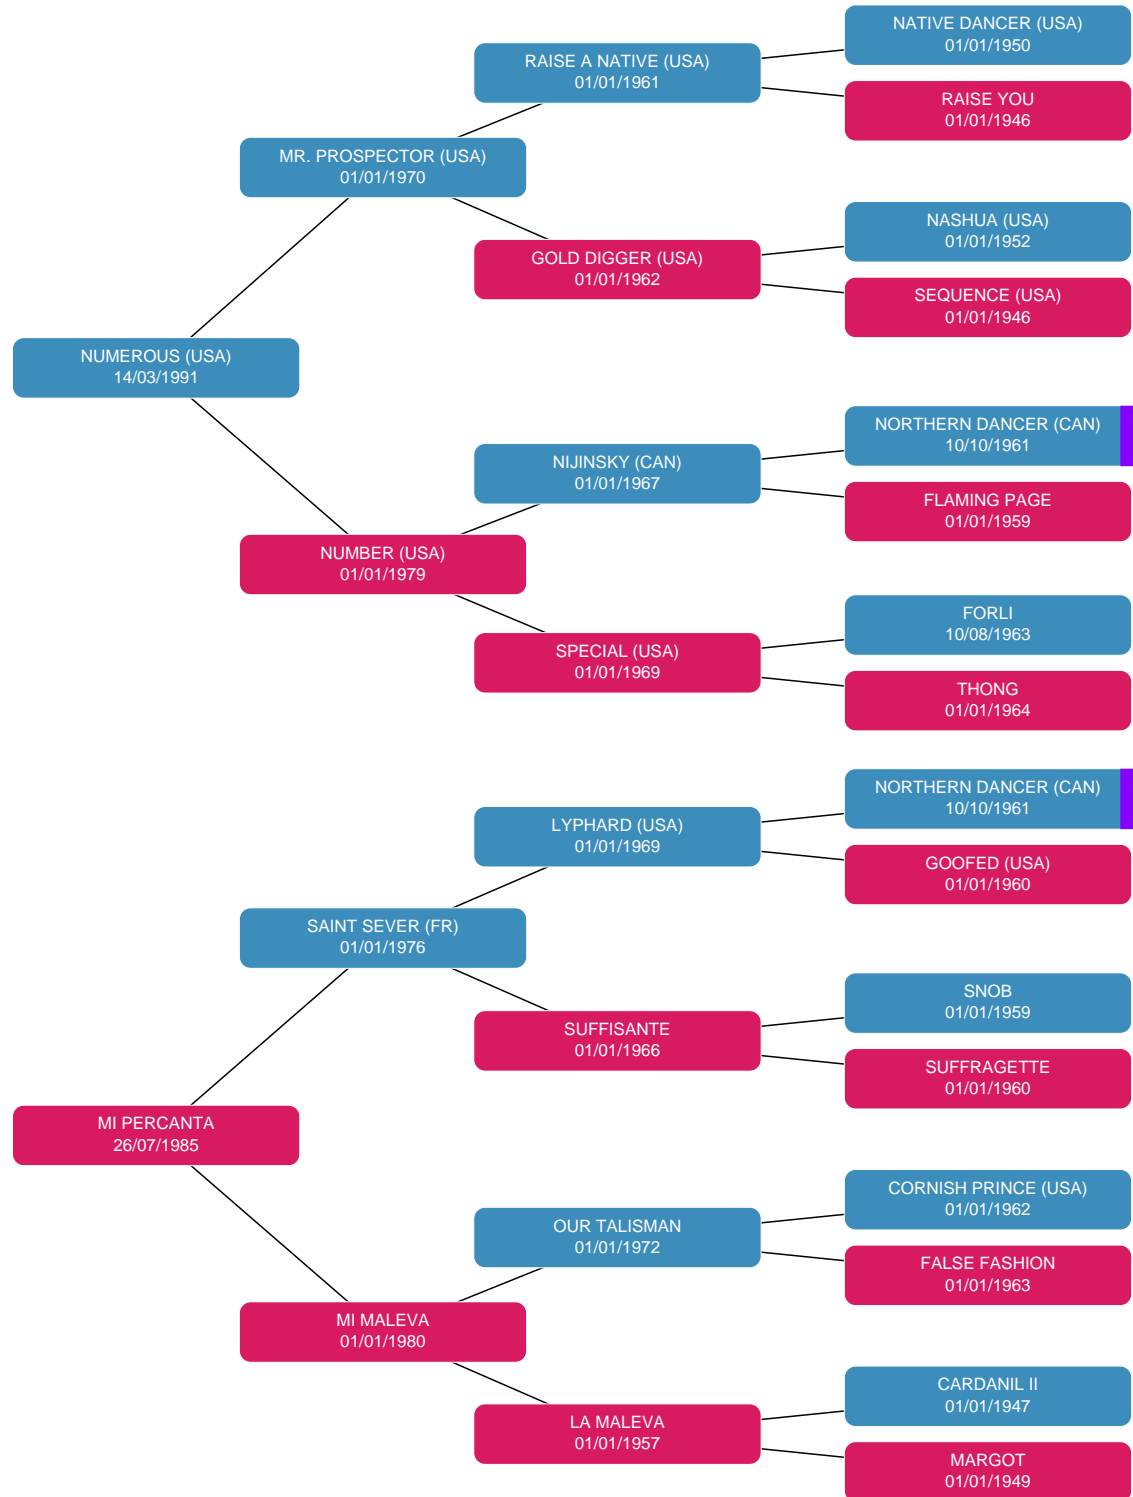 NATIVE DANCER (USA)
01/01/1950
RAISE A NATIVE (USA)
01/01/1961
RAISE YOU
01/01/1946
MR. PROSPECTOR (USA)
01/01/1970
NASHUA (USA)
01/01/1952
GOLD DIGGER (USA)
01/01/1962
SEQUENCE (USA)
01/01/1946
NUMEROUS (USA)
14/03/1991
NORTHERN DANCER (CAN)
10/10/1961
NIJINSKY (CAN)
01/01/1967
FLAMING PAGE
01/01/1959
NUMBER (USA)
01/01/1979
FORLI
10/08/1963
SPECIAL (USA)
01/01/1969
THONG
01/01/1964
NORTHERN DANCER (CAN)
10/10/1961
LYPHARD (USA)
01/01/1969
GOOFED (USA)
01/01/1960
SAINT SEVER (FR)
01/01/1976
SNOB
01/01/1959
SUFFISANTE
01/01/1966
SUFFRAGETTE
01/01/1960
MI PERCANTA
26/07/1985
CORNISH PRINCE (USA)
01/01/1962
OUR TALISMAN
01/01/1972
FALSE FASHION
01/01/1963
MI MALEVA
01/01/1980
CARDANIL II
01/01/1947
LA MALEVA
01/01/1957
MARGOT
01/01/1949